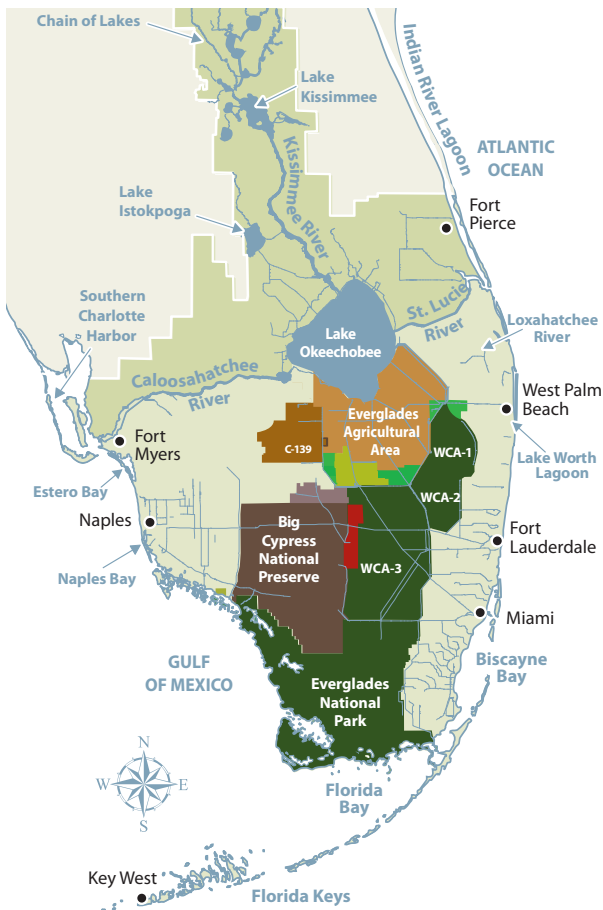 Chain of Lakes
Lake
Kissimmee
Indian River Lagoon
ATLANTIC
OCEAN
Kissimmee River
Lake
Istokpoga
Fort
Pierce
Southern
Charlotte
Harbor
St. Lucie
River
Loxahatchee
River
Lake
Okeechobee
Caloosahatchee
River
West Palm
Beach
Everglades
Agricultural
Area
C-139
Fort
Myers
WCA-1
Lake Worth
Lagoon
Estero Bay
WCA-2
Naples
Big
Cypress
National
Preserve
Fort
Lauderdale
WCA-3
Naples Bay
Miami
GULF
OF MEXICO
Biscayne
Bay
Everglades
National
Park
N
W
E
S
Florida
Bay
Key West
Florida Keys